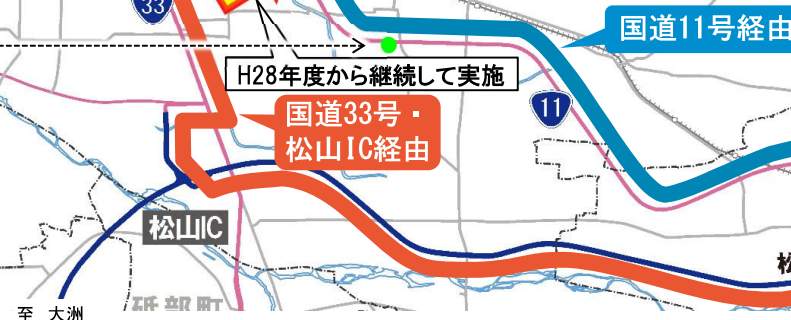 33
国道11号経由
H28年度から継続して実施
11
国道33号・
松山IC経由
松山IC
松
至 大洲
砥部町